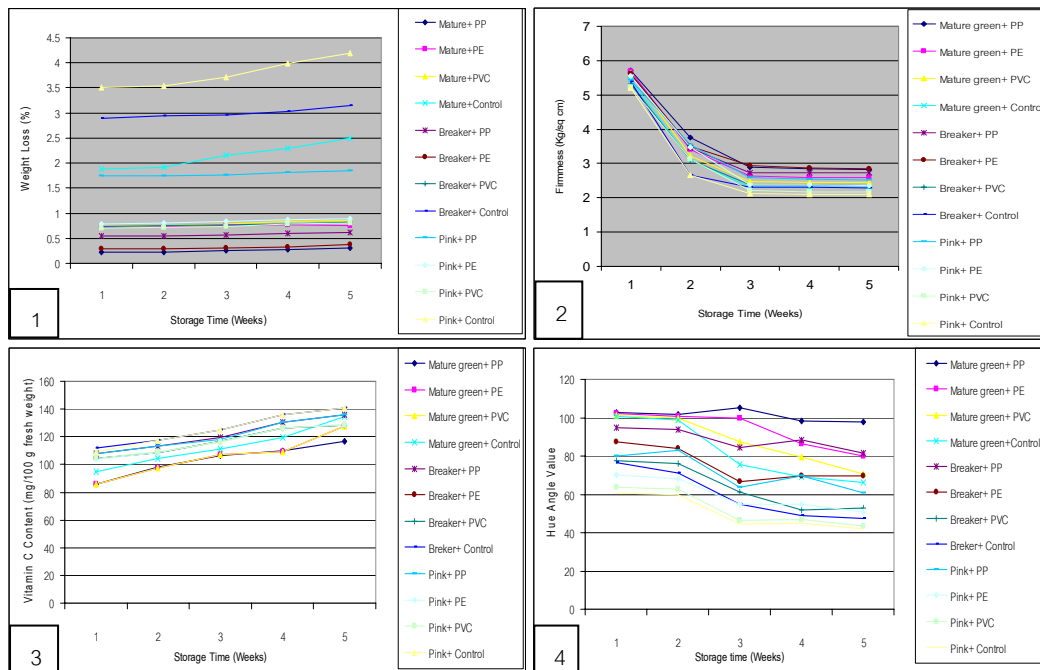 Weight Loss (%)
4.5
4
3.5
3
2.5
2
1.5
1
0.5
0
1 2 3 4 5
Storage Time (Weeks)
Mature+ PP
Mature+PE
Mature+PVC
Mature+Control
Breaker+ PP
Breaker+ PE
Breaker+ PVC
Breaker+ Control
Pink+ PP
Pink+ PE
Pink+ PVC
Pink+ Control
1
Firmness (Kg/sq cm)
7
6
5
4
3
2
1
0
1 2 3 4 5
Storage Time (Weeks)
Mature green+ PP
Mature green+ PE
Mature green+ PVC
Mature green+ Control
Breaker+ PP
Breaker+ PE
Breaker+ PVC
Breaker+ Control
Pink+ PP
Pink+ PE
Pink+ PVC
Pink+ Control
2
Vitamin C Content (mg/100 g fresh weight)
160
140
120
100
80
60
40
20
0
1 2 3 4 5
Storage Time (Weeks)
Mature green+ PP
Mature green+ PE
Mature green+ PVC
Mature green+ Control
Breaker+ PP
Breaker+ PE
Breaker+ PVC
Breker+ Control
Pink+ PP
Pink+ PE
Pink+ PVC
Pink+ Control
3
Hue Angle Value
120
100
80
60
40
20
0
1 2 3 4 5
Storage time (Weeks)
Mature green+ PP
Mature green+ PE
Mature green+ PVC
Mature green+Control
Breaker+ PP
Breaker+ PE
Breaker+ PVC
Breaker+ Control
Pink+ PP
Pink+ PE
Pink+ PVC
Pink+ Control
4